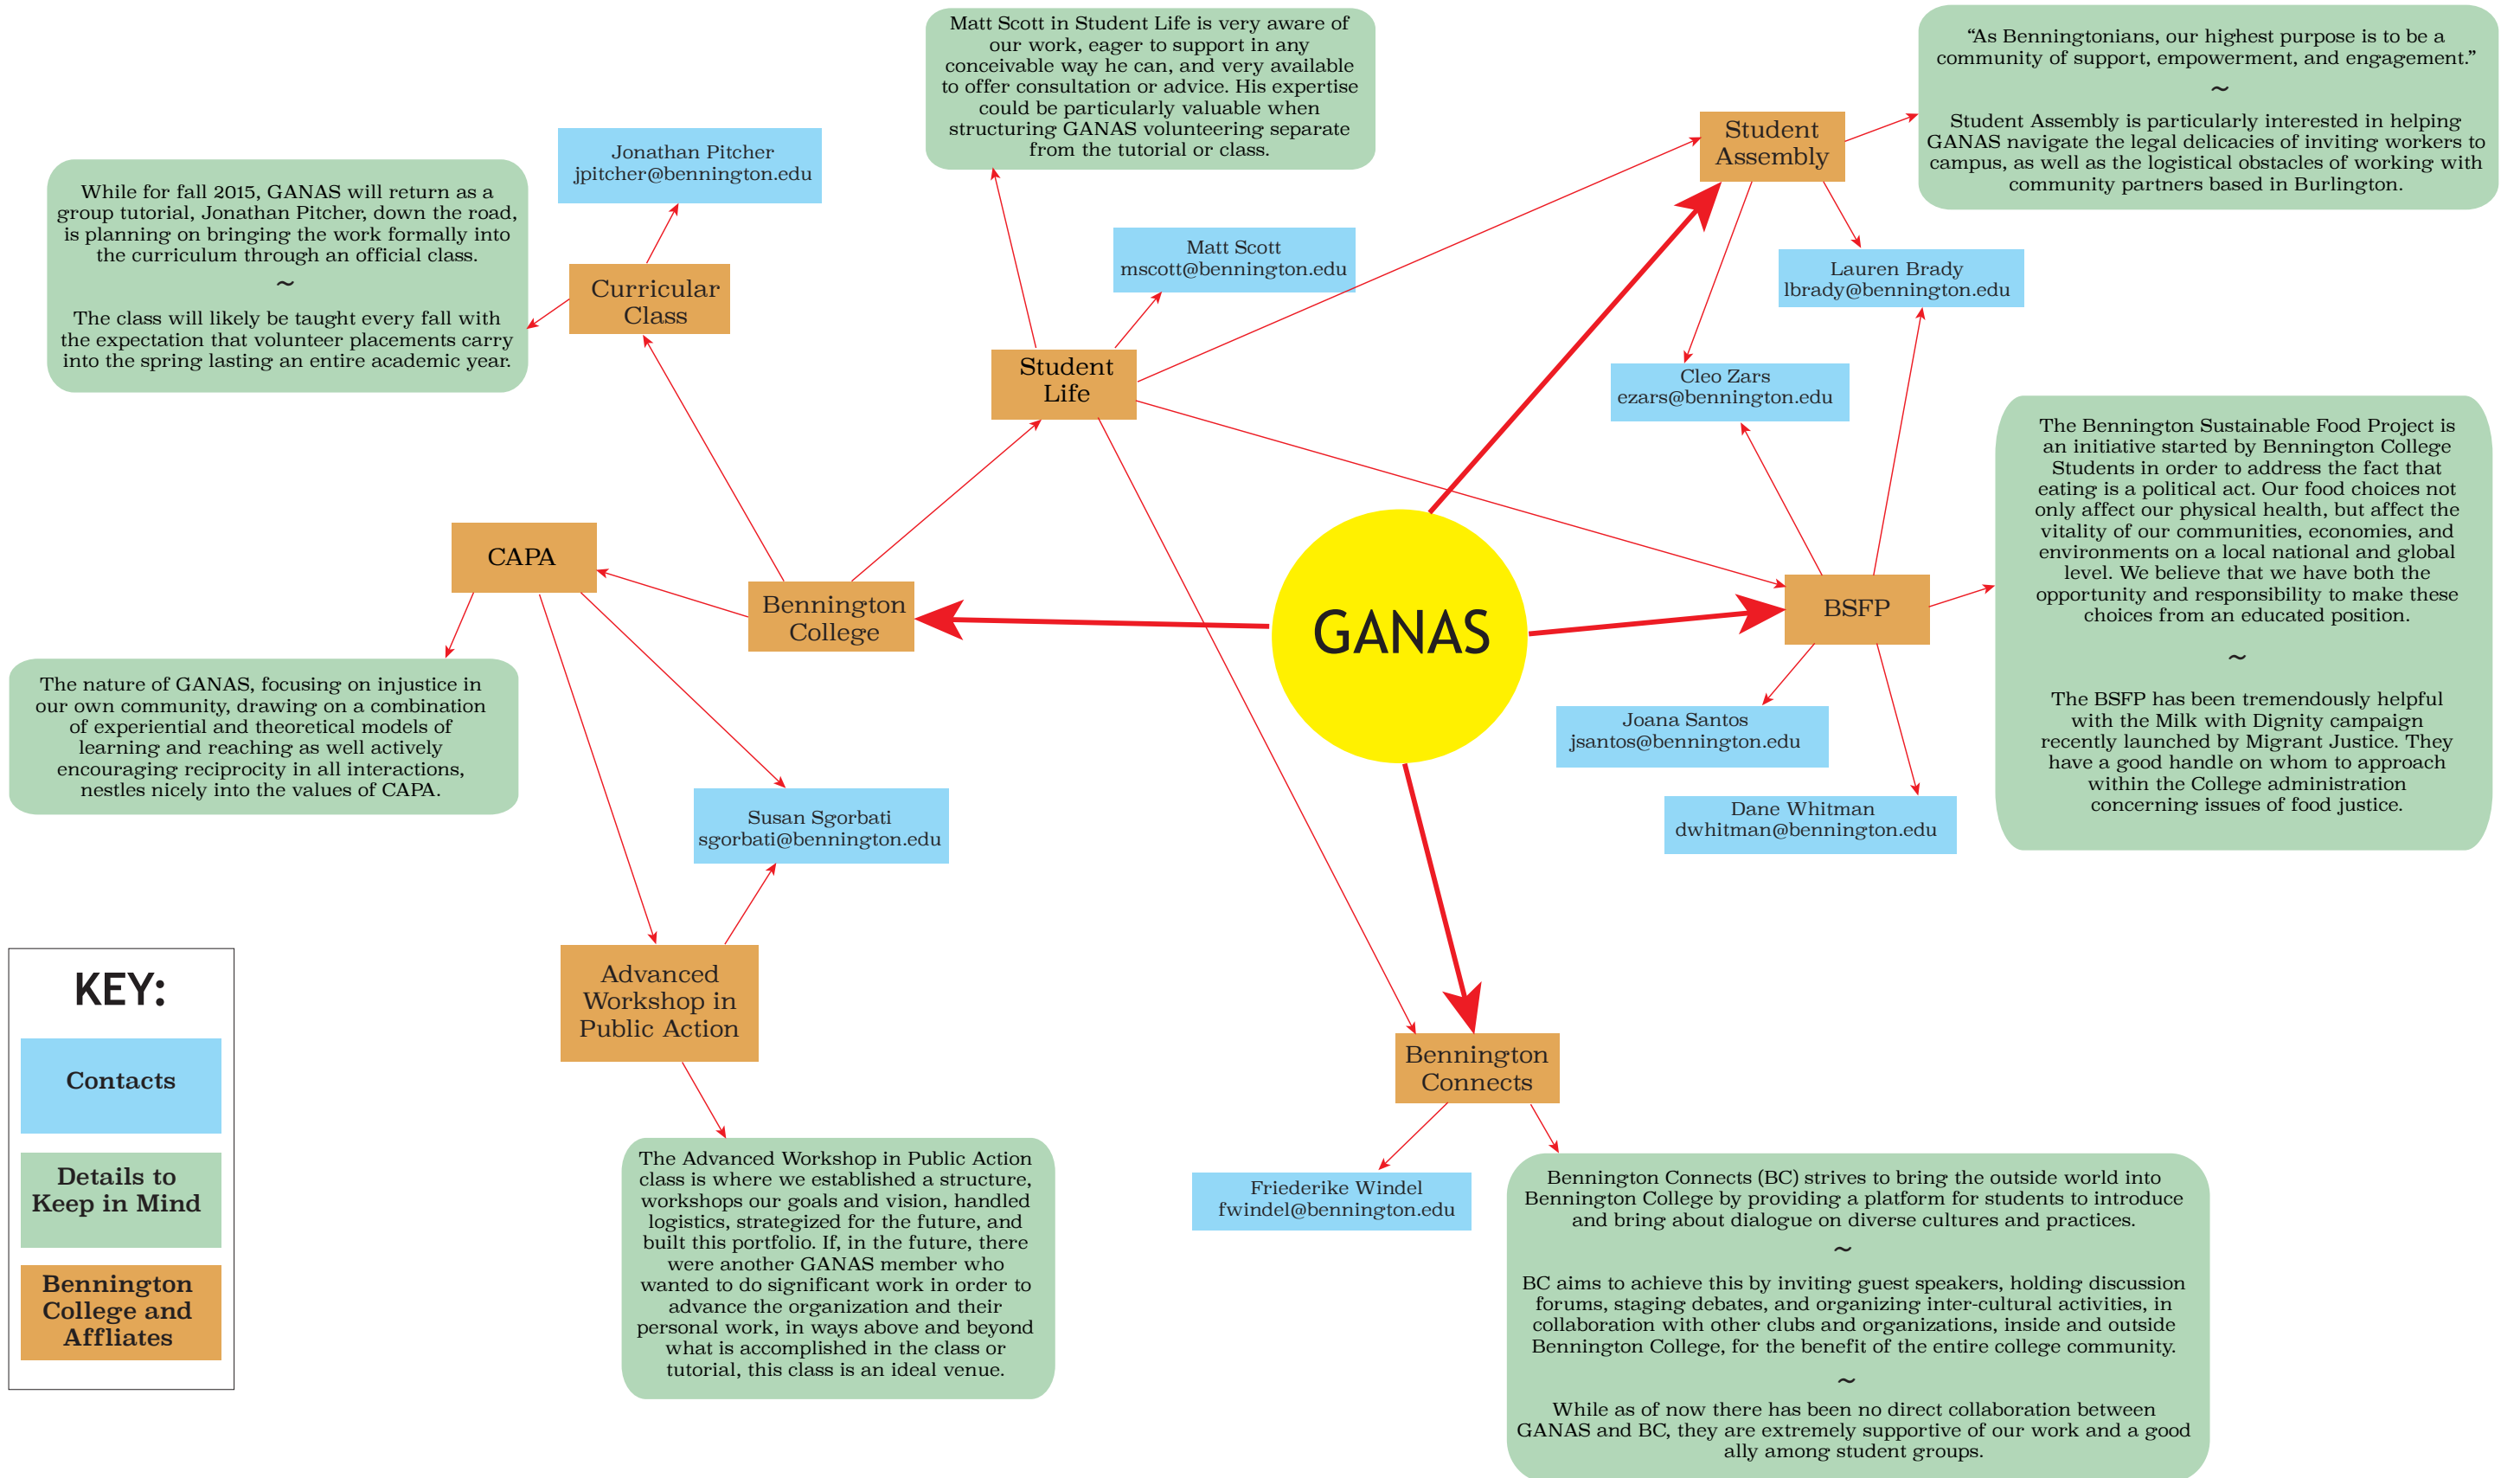 Matt Scott in Student Life is very aware of
our work, eager to support in any
conceivable way he can, and very available
to offer consultation or advice. His expertise
could be particularly valuable when
structuring GANAS volunteering separate
from the tutorial or class.
“As Benningtonians, our highest purpose is to be a
community of support, empowerment, and engagement.”
~
Student Assembly is particularly interested in helping
GANAS navigate the legal delicacies of inviting workers to
campus, as well as the logistical obstacles of working with
community partners based in Burlington.
Student
Assembly
Jonathan Pitcher
jpitcher@bennington.edu
While for fall 2015, GANAS will return as a
group tutorial, Jonathan Pitcher, down the road,
is planning on bringing the work formally into
the curriculum through an official class.
~
The class will likely be taught every fall with
the expectation that volunteer placements carry
into the spring lasting an entire academic year.
Curricular
Class
Matt Scott
mscott@bennington.edu
Lauren Brady
lbrady@bennington.edu
Student
Life
Cleo Zars
ezars@bennington.edu
The Bennington Sustainable Food Project is
an initiative started by Bennington College
Students in order to address the fact that
eating is a political act. Our food choices not
only affect our physical health, but affect the
vitality of our communities, economies, and
environments on a local national and global
level. We believe that we have both the
opportunity and responsibility to make these
choices from an educated position.
~
The BSFP has been tremendously helpful
with the Milk with Dignity campaign
recently launched by Migrant Justice. They
have a good handle on whom to approach
within the College administration
concerning issues of food justice.
CAPA
Bennington
College
GANAS
BSFP
The nature of GANAS, focusing on injustice in
our own community, drawing on a combination
of experiential and theoretical models of
learning and reaching as well actively
encouraging reciprocity in all interactions,
nestles nicely into the values of CAPA.
Joana Santos
jsantos@bennington.edu
Susan Sgorbati
sgorbati@bennington.edu
Dane Whitman
dwhitman@bennington.edu
Advanced
Workshop in
Public Action
KEY:
Contacts
Details to
Keep in Mind
Bennington
College and
Affliates
Bennington
Connects
The Advanced Workshop in Public Action
class is where we established a structure,
workshops our goals and vision, handled
logistics, strategized for the future, and
built this portfolio. If, in the future, there
were another GANAS member who
wanted to do significant work in order to
advance the organization and their
personal work, in ways above and beyond
what is accomplished in the class or
tutorial, this class is an ideal venue.
Friederike Windel
fwindel@bennington.edu
Bennington Connects (BC) strives to bring the outside world into
Bennington College by providing a platform for students to introduce
and bring about dialogue on diverse cultures and practices.
~
BC aims to achieve this by inviting guest speakers, holding discussion
forums, staging debates, and organizing inter-cultural activities, in
collaboration with other clubs and organizations, inside and outside
Bennington College, for the benefit of the entire college community.
~
While as of now there has been no direct collaboration between
GANAS and BC, they are extremely supportive of our work and a good
ally among student groups.